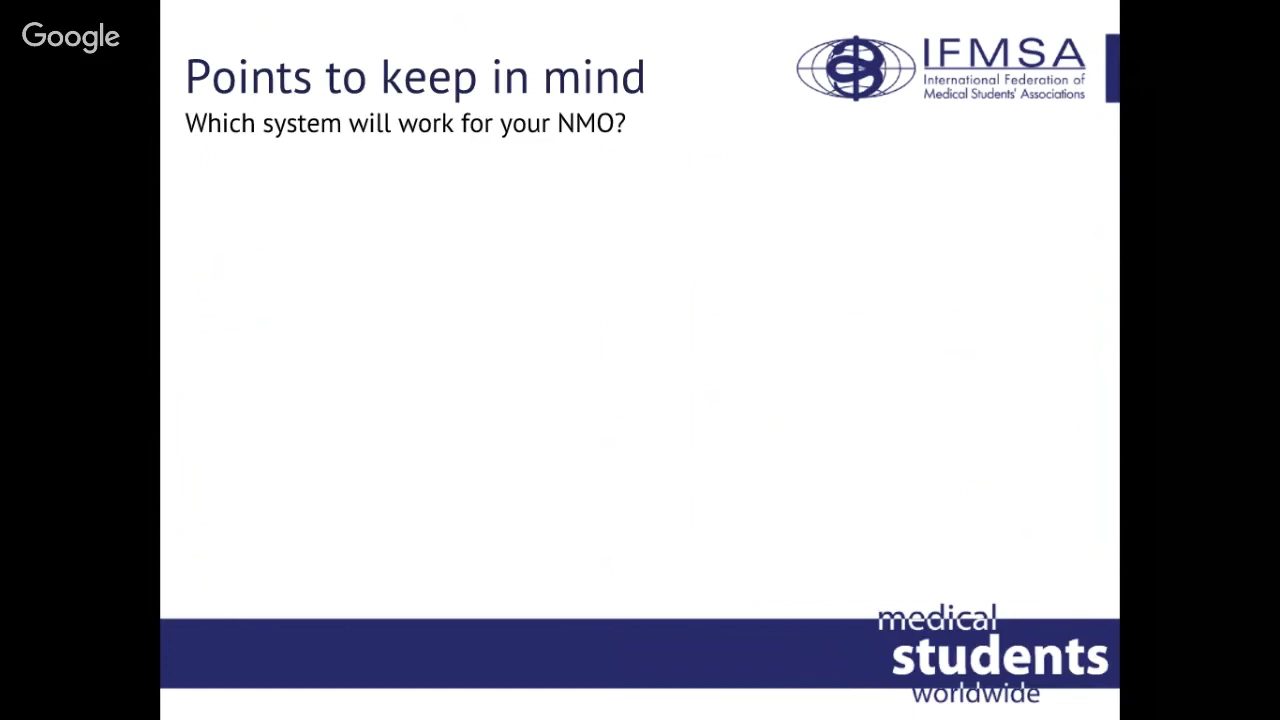 Google
Points to keep in mind
Which system will work for your NMO?
IFMSA
International Federation of
Medical Students' Associations
medical
students
worldwide